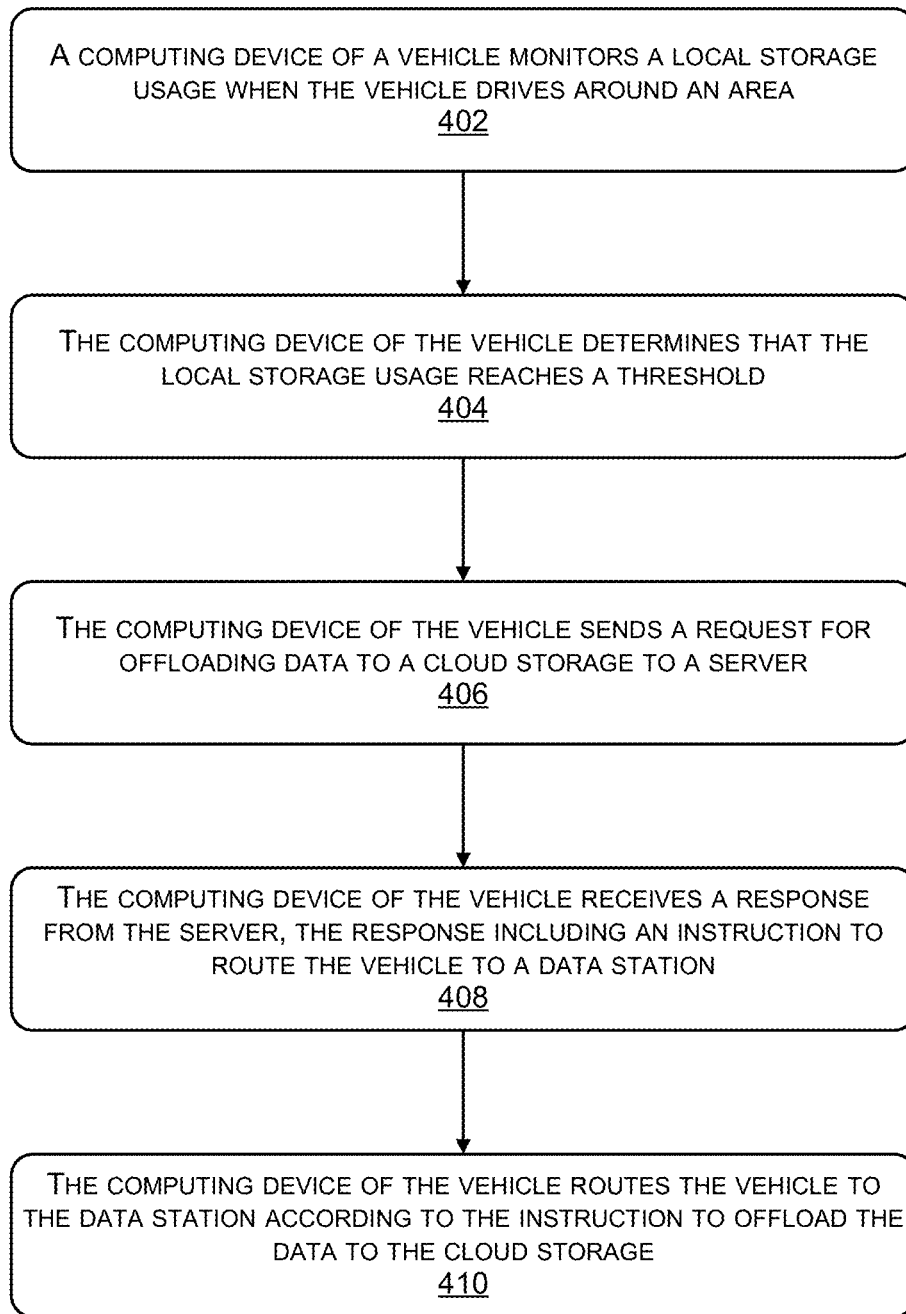 A COMPUTING DEVICE OF A VEHICLE MONITORS A LOCAL STORAGE
USAGE WHEN THE VEHICLE DRIVES AROUND AN AREA
402
THE COMPUTING DEVICE OF THE VEHICLE DETERMINES THAT THE
LOCAL STORAGE USAGE REACHES A THRESHOLD
404
THE COMPUTING DEVICE OF THE VEHICLE SENDS A REQUEST FOR
OFFLOADING DATA TO A CLOUD STORAGE TO A SERVER
406
THE COMPUTING DEVICE OF THE VEHICLE RECEIVES A RESPONSE
FROM THE SERVER, THE RESPONSE INCLUDING AN INSTRUCTION TO
ROUTE THE VEHICLE TO A DATA STATION
408
THE COMPUTING DEVICE OF THE VEHICLE ROUTES THE VEHICLE TO
THE DATA STATION ACCORDING TO THE INSTRUCTION TO OFFLOAD THE
DATA TO THE CLOUD STORAGE
410